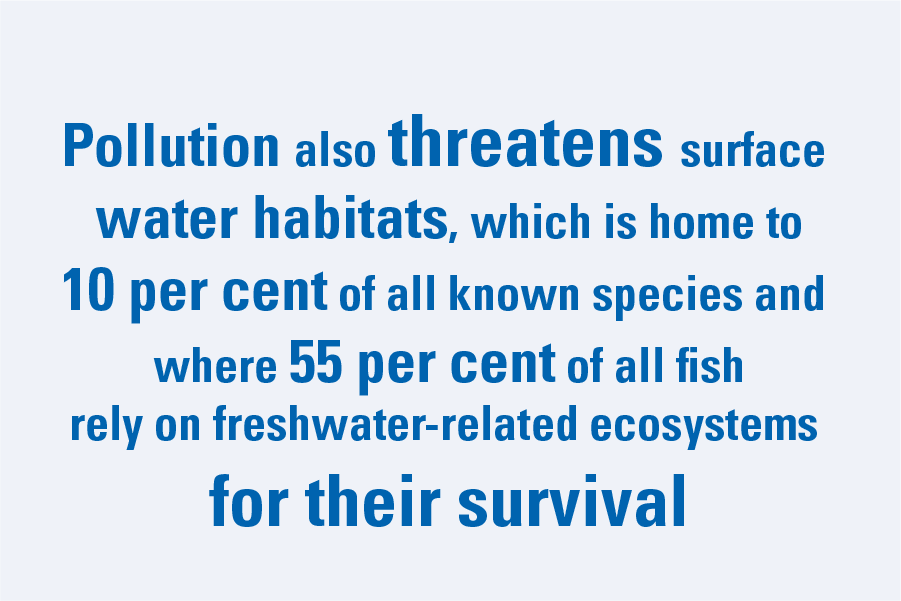 Pollution also threatens surface
water habitats, which is home to
10 per cent of all known species and
where 55 per cent of all fish
rely on freshwater-related ecosystems
for their survival